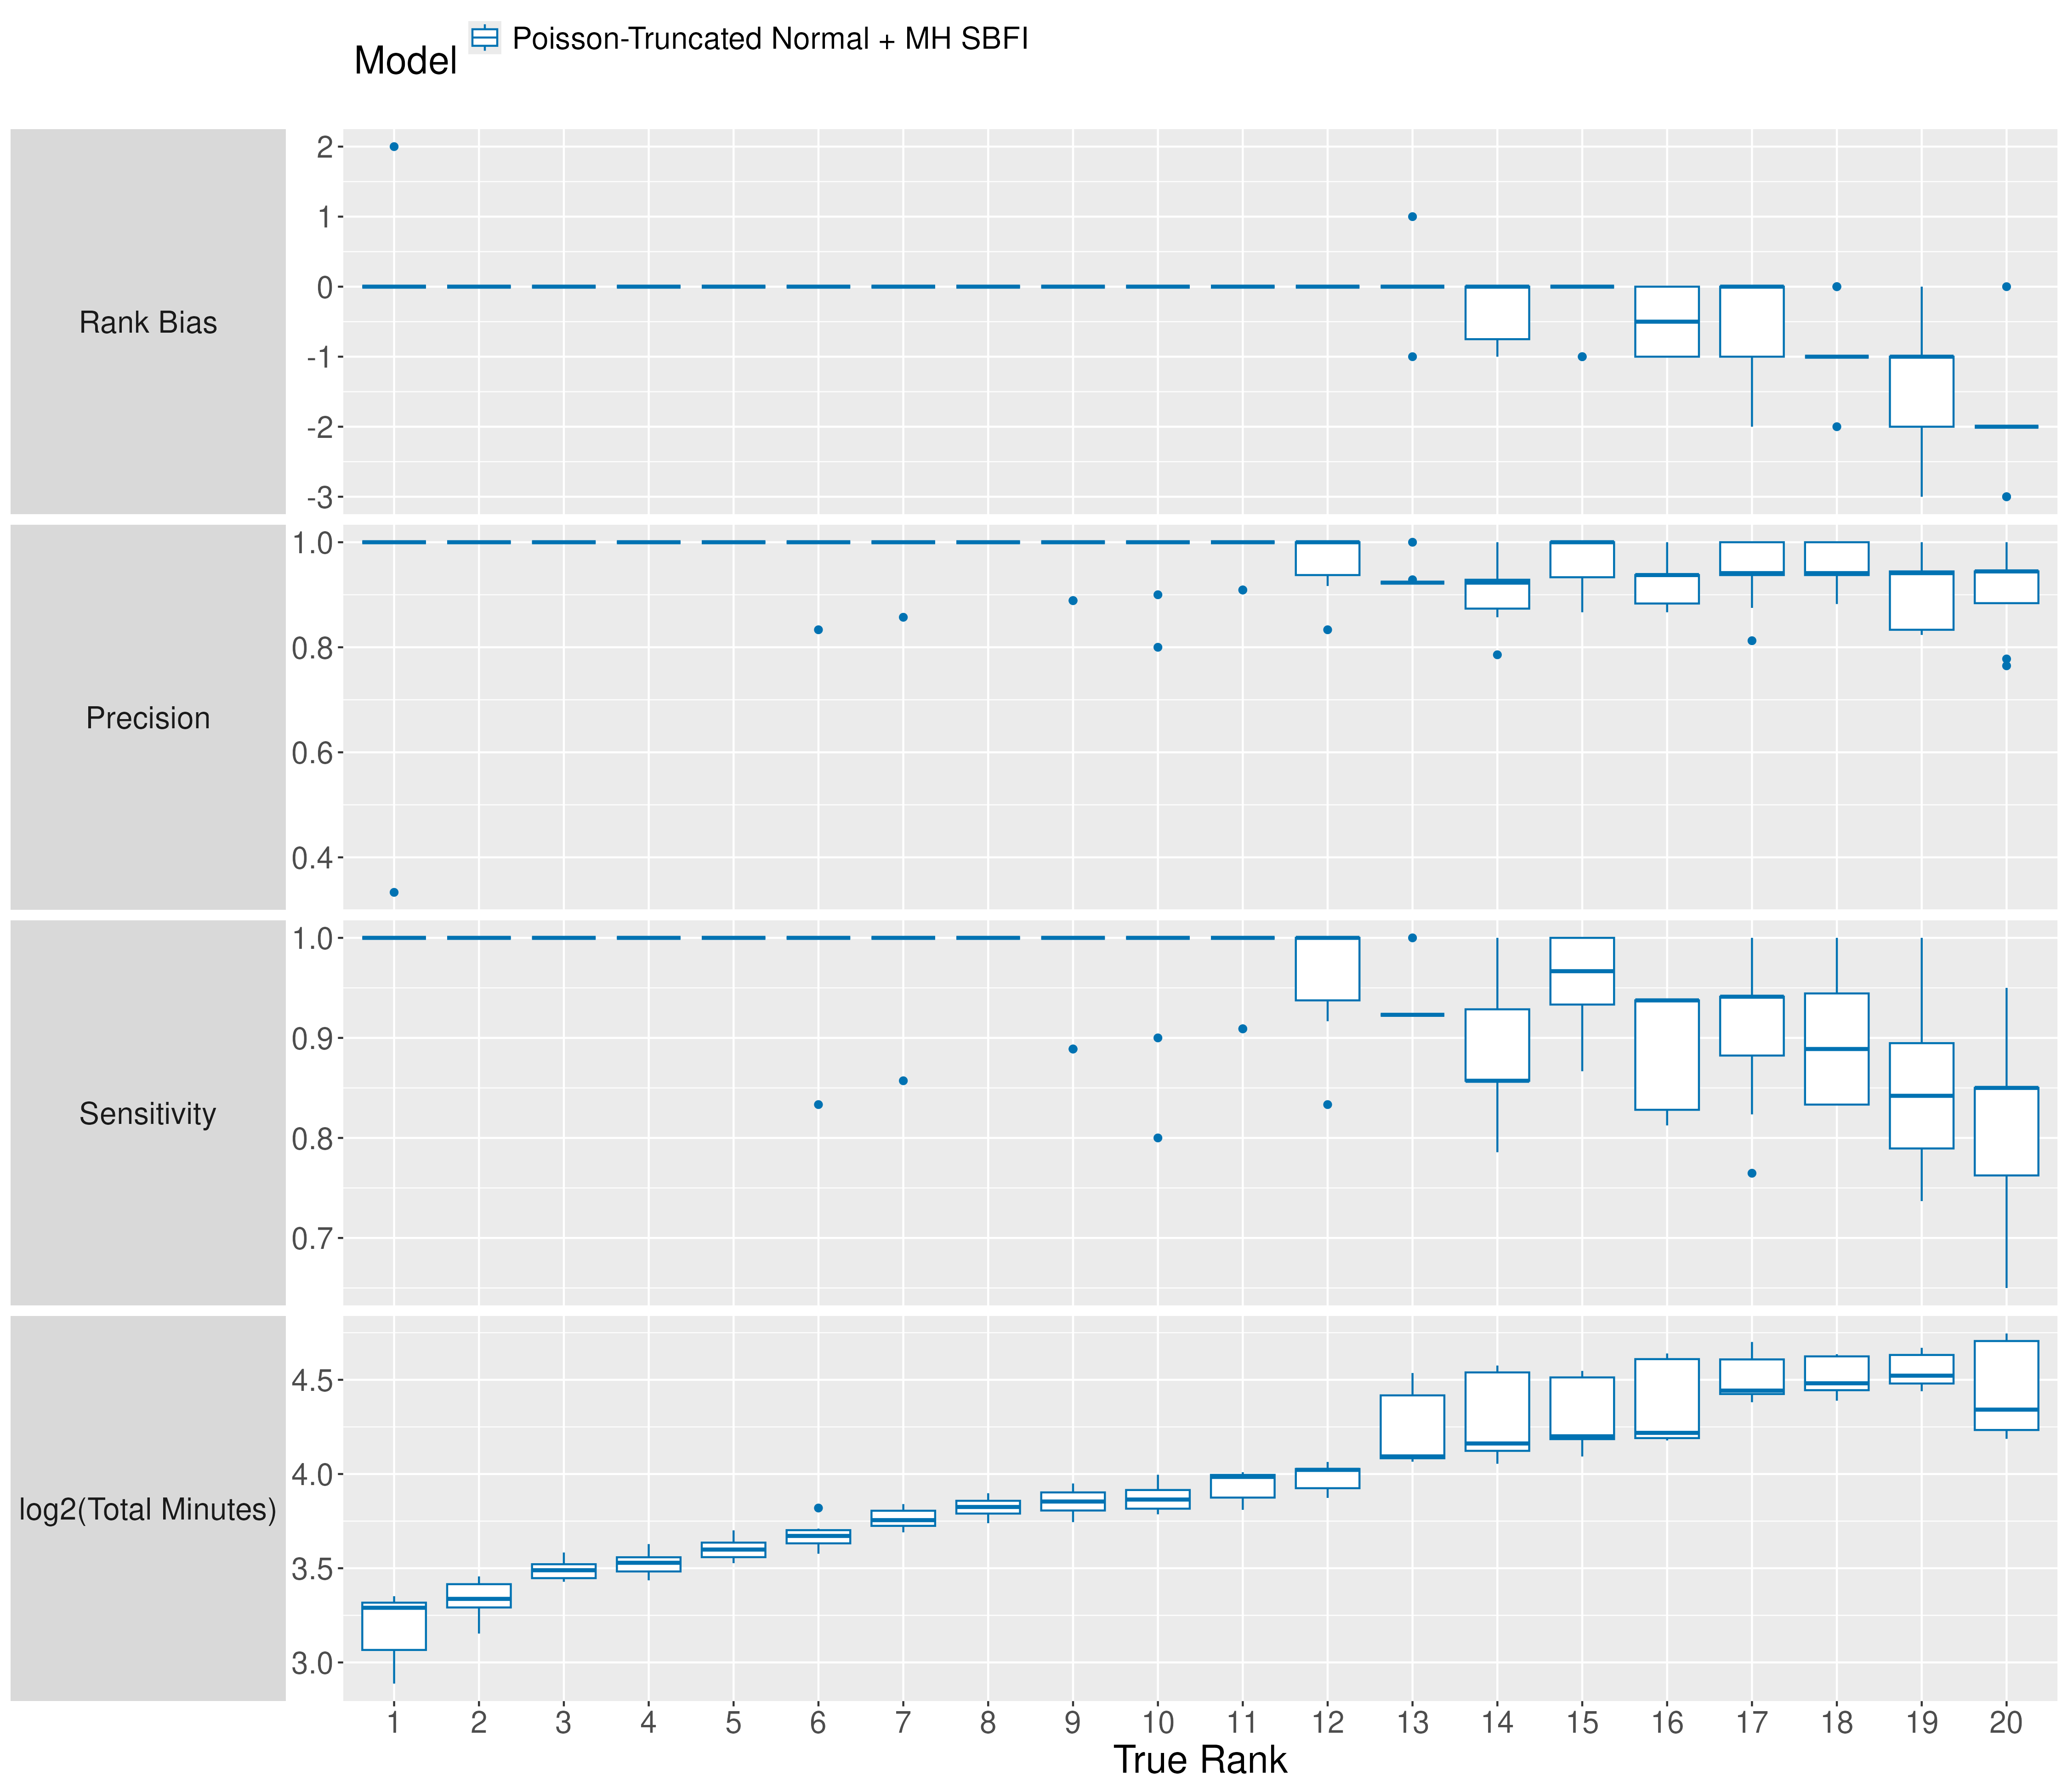 Model Poisson-Truncated Normal + MH SBFI
Rank Bias
2
1
0
-1
-2
-3
Precision
1.0
0.8
0.6
0.4
Sensitivity
1.0
0.9
0.8
0.7
log2(Total Minutes)
4.5
4.0
3.5
3.0
1 2 3 4 5 6 7 8 9 10 11 12 13 14 15 16 17 18 19 20
True Rank